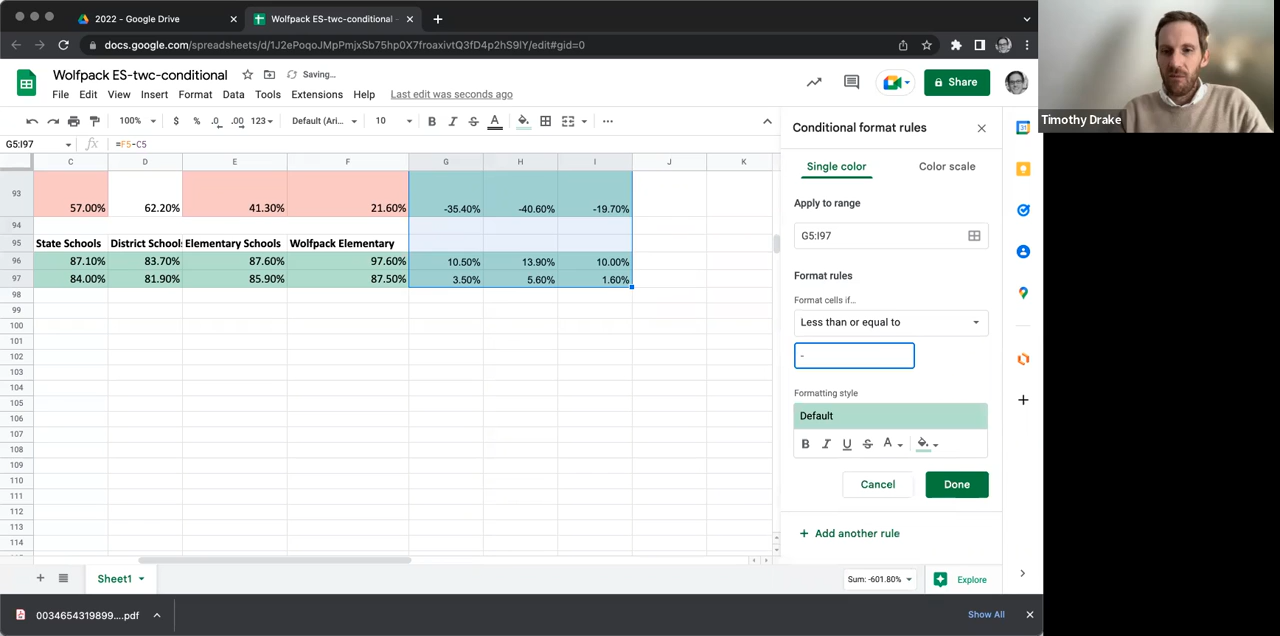 2022 - Google Drive
Wolfpack ES-twc-conditional -
docs.google.com/spreadsheets/d/1J2ePoqoJMpPmjxSb75hp0X7froaxivtQ3fD4p2hS9lY/edit#gid=0
Wolfpack ES-twc-conditional
Saving...
Share
File Edit View Insert Format Data Tools Extensions Help Last edit was seconds ago
100% $ % .0 .00 123 Default (Ari... 10 B I S A
G5:I97 fx =F5-C5
C D E F G H I J K
93 57.00% 62.20% 41.30% 21.60% -35.40% -40.60% -19.70%
94
95 State Schools District School: Elementary Schools Wolfpack Elementary
96 87.10% 83.70% 87.60% 97.60% 10.50% 13.90% 10.00%
97 84.00% 81.90% 85.90% 87.50% 3.50% 5.60% 1.60%
98
99
100
101
102
103
104
105
106
107
108
109
110
111
112
113
114
Sheet1
Sum: -601.80%
Explore
Conditional format rules
Single color Color scale
Apply to range
G5:I97
Format rules
Format cells if...
Less than or equal to
-
Formatting style
Default
B I U S A
Cancel Done
+ Add another rule
31
Timothy Drake
0034654319899....pdf
Show All